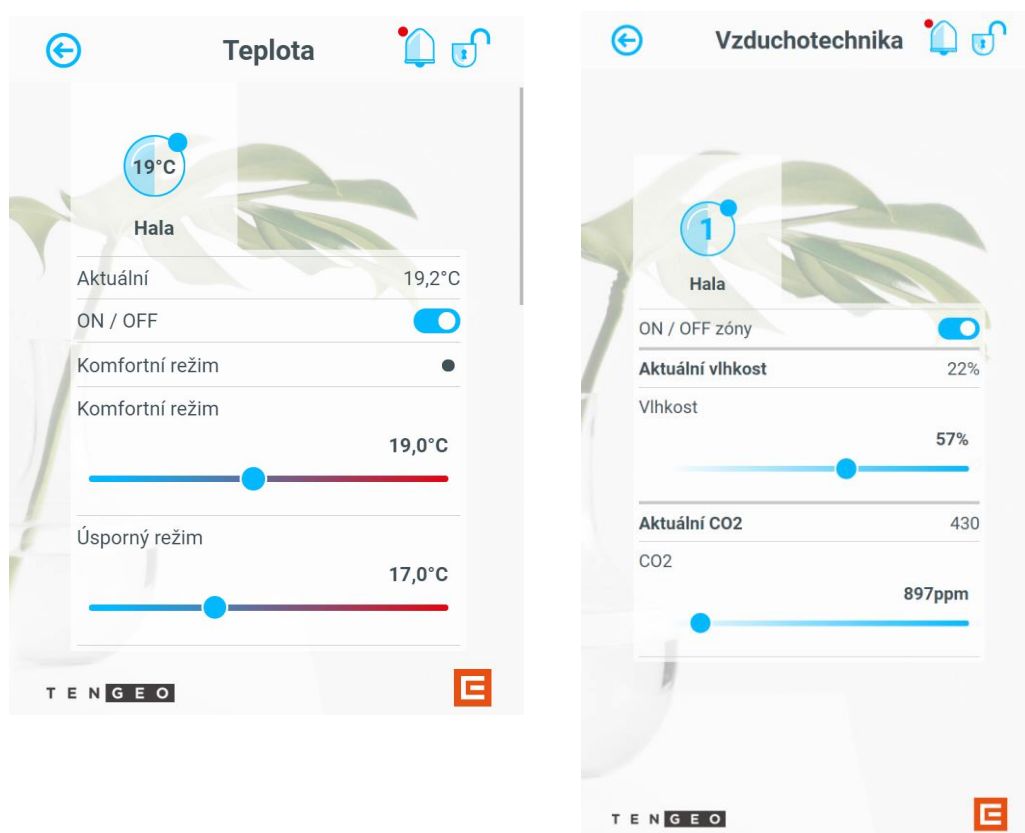 Teplota
19°C
Hala
Aktuální 19,2°C
ON / OFF
Komfortní režim
Komfortní režim
19,0°C
Úsporný režim
17,0°C
TENGEO
Vzduchotechnika
1
Hala
ON / OFF zóny
Aktuální vlhkost 22%
Vlhkost
57%
Aktuální CO2 430
CO2
897ppm
TENGEO